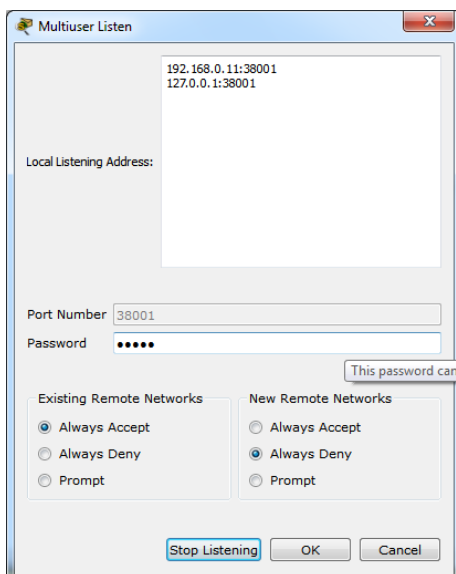 Multiuser Listen
192.168.0.11:38001
127.0.0.1:38001
Local Listening Address:
Port Number 38001
Password •••••
This password can
Existing Remote Networks New Remote Networks
Always Accept Always Accept
Always Deny Always Deny
Prompt Prompt
Stop Listening OK Cancel